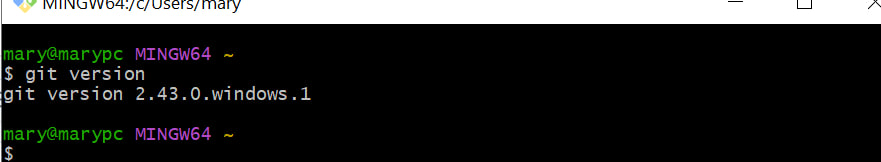 MINGW64:/c/Users/mary
mary@marypc MINGW64 ~
$ git version
git version 2.43.0.windows.1
mary@marypc MINGW64 ~
$